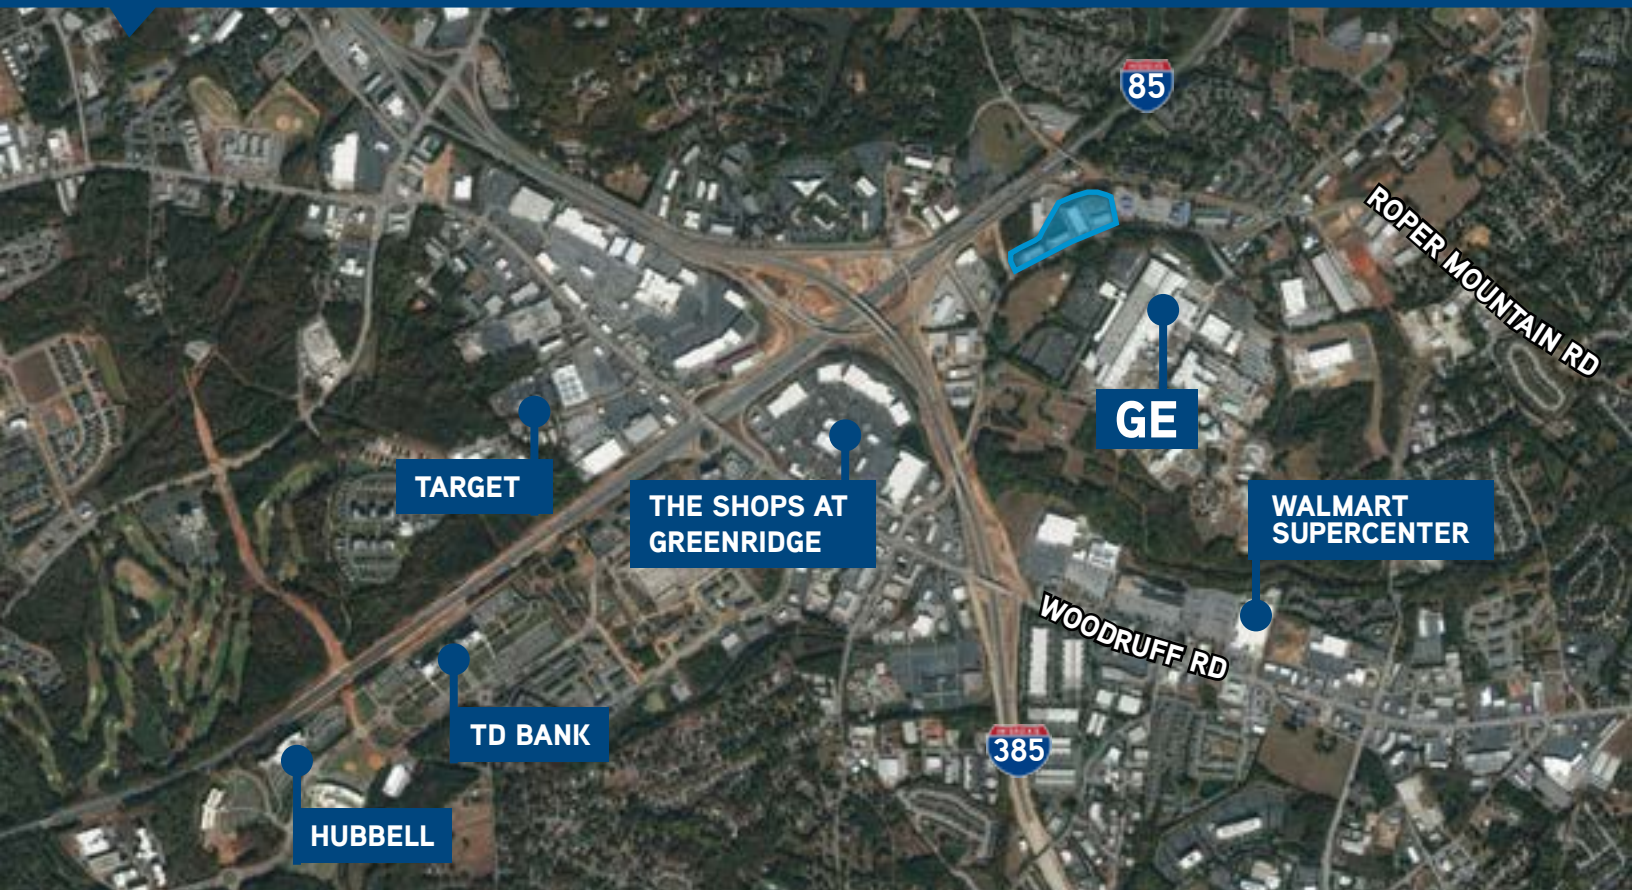 85
ROPER MOUNTAIN RD
GE
TARGET
THE SHOPS AT
GREENRIDGE
WALMART
SUPERCENTER
WOODRUFF RD
TD BANK
385
HUBBELL